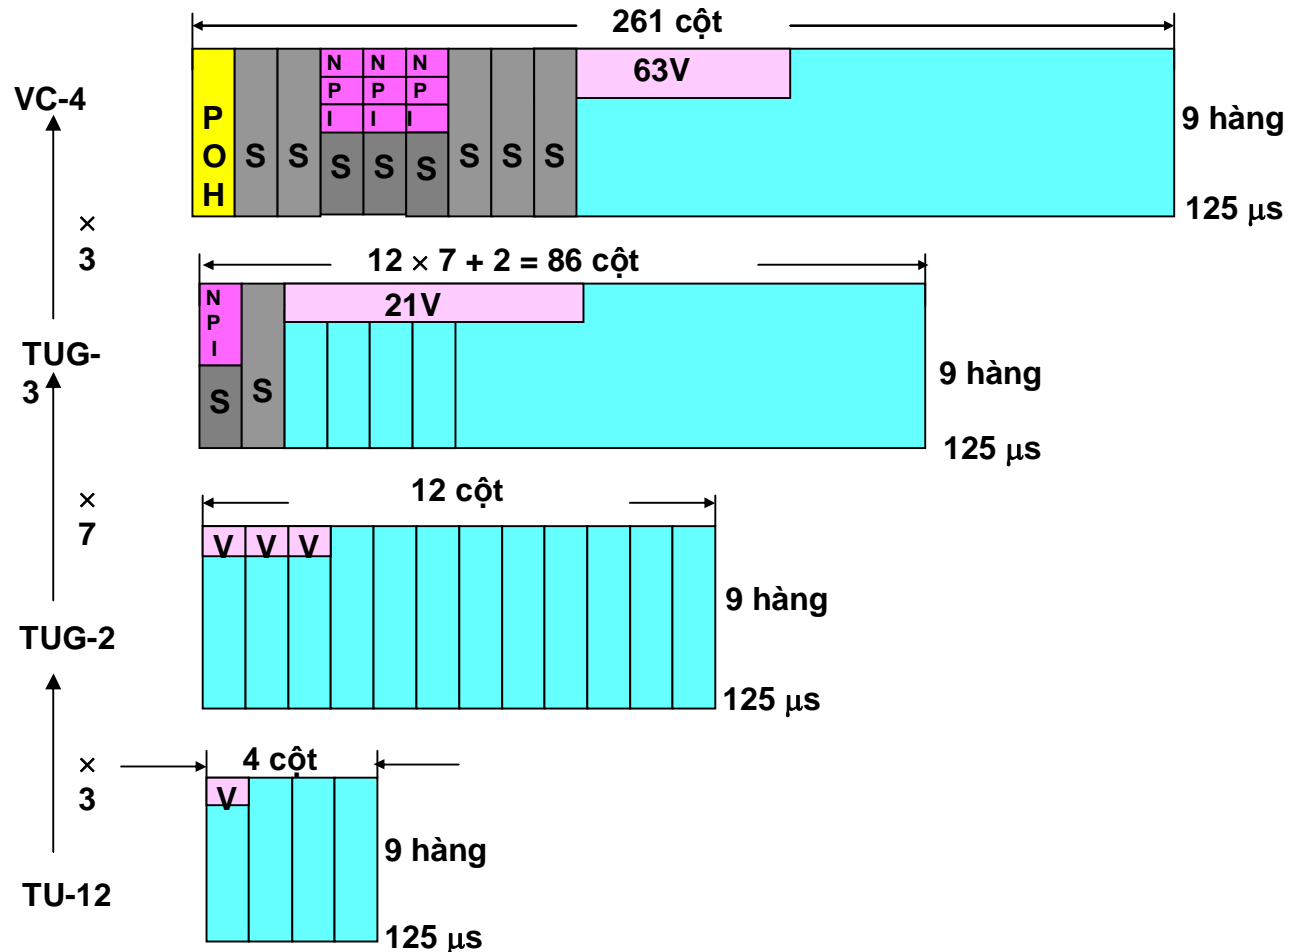 261 cột
VC-4
P
O
H
S S
N N N
P P P
I I I
S S S
S S S
63V
9 hàng
125 µs
×
3
12 × 7 + 2 = 86 cột
TUG-
3
N
P
I
S
S
21V
9 hàng
125 µs
×
7
12 cột
TUG-2
V V V
9 hàng
125 µs
×
3
4 cột
V
9 hàng
TU-12
125 µs